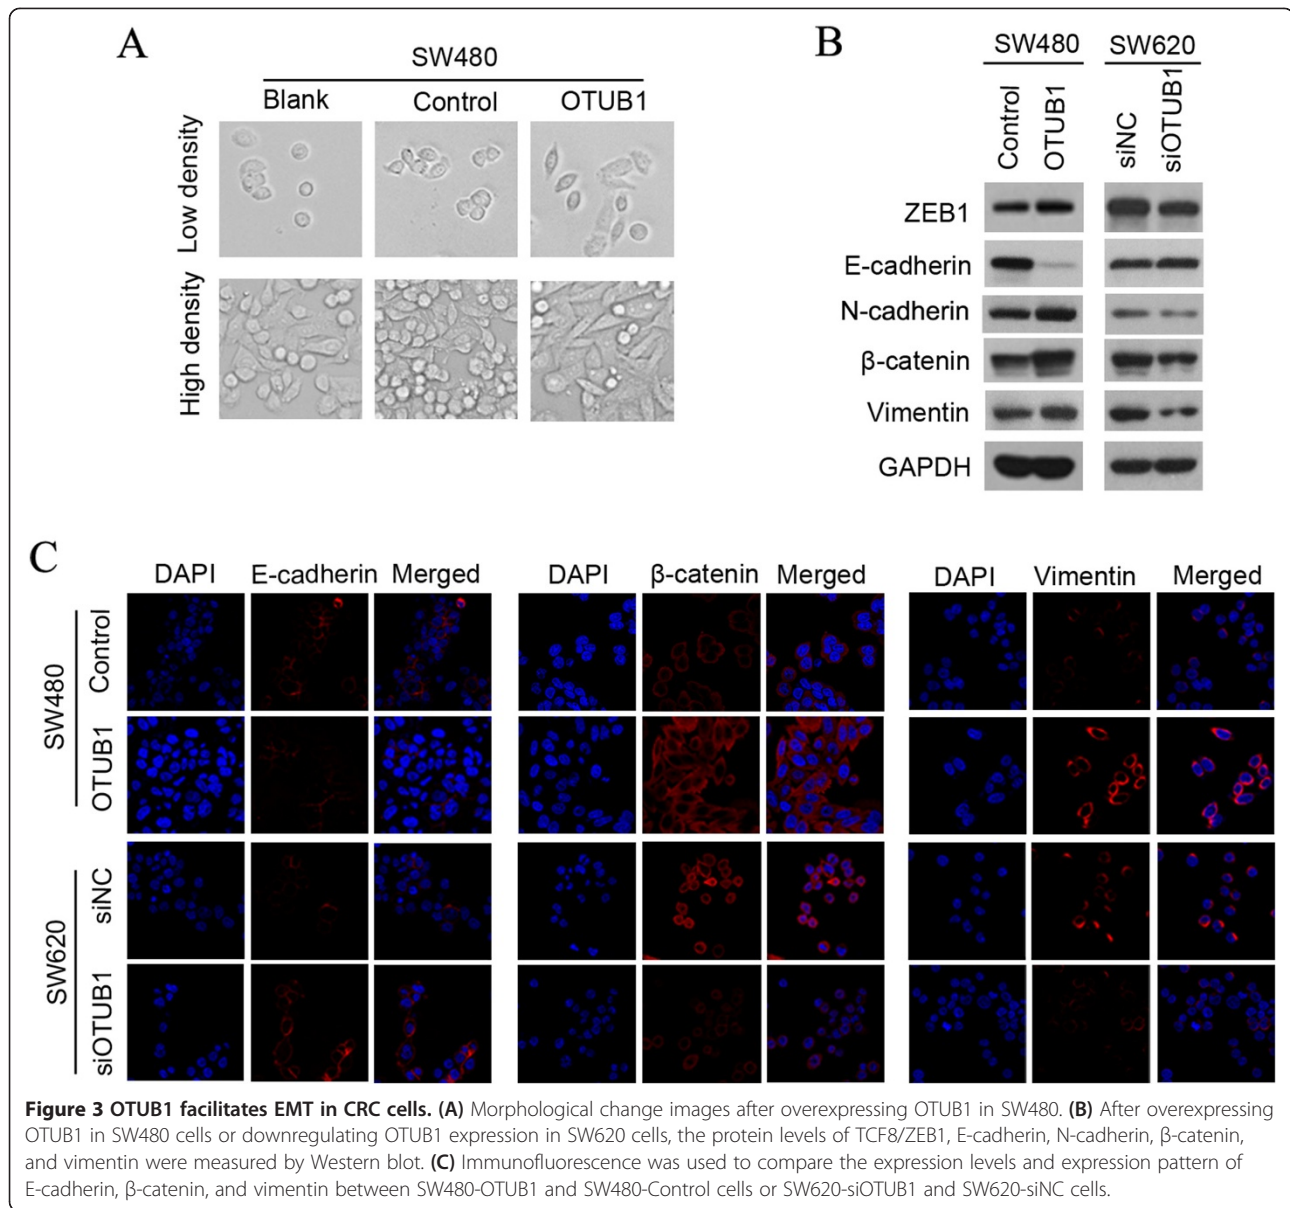 A
SW480
Blank Control OTUB1
Low density
High density
B
SW480 SW620
Control OTUB1 siNC siOTUB1
ZEB1
E-cadherin
N-cadherin
β-catenin
Vimentin
GAPDH
C
DAPI E-cadherin Merged DAPI β-catenin Merged DAPI Vimentin Merged
SW480
Control
OTUB1
SW620
siNC
siOTUB1
Figure 3 OTUB1 facilitates EMT in CRC cells. (A) Morphological change images after overexpressing OTUB1 in SW480. (B) After overexpressing
OTUB1 in SW480 cells or downregulating OTUB1 expression in SW620 cells, the protein levels of TCF8/ZEB1, E-cadherin, N-cadherin, β-catenin,
and vimentin were measured by Western blot. (C) Immunofluorescence was used to compare the expression levels and expression pattern of
E-cadherin, β-catenin, and vimentin between SW480-OTUB1 and SW480-Control cells or SW620-siOTUB1 and SW620-siNC cells.